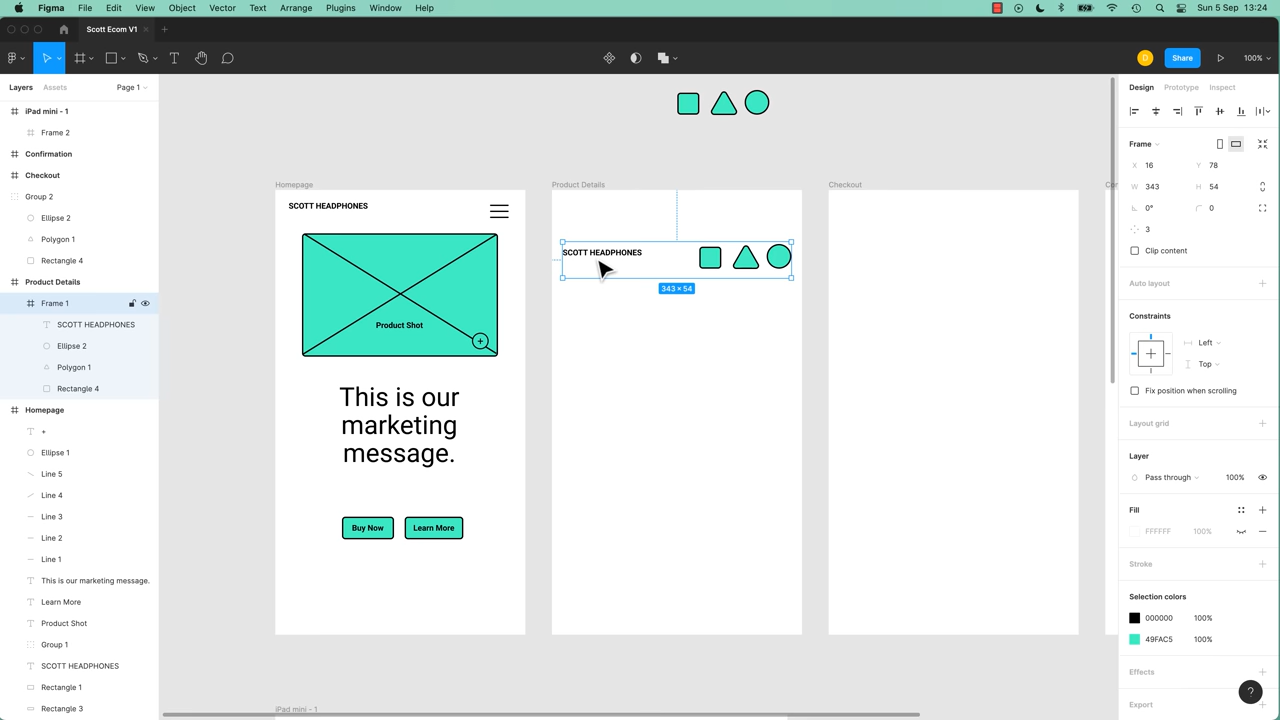 Figma File Edit View Object Vector Text Arrange Plugins Window Help Sun 5 Sep 13:24
Scott Ecom V1
D Share 100%
Layers Assets Page 1
iPad mini - 1
Frame 2
Confirmation
Checkout
Group 2
Ellipse 2
Polygon 1
Rectangle 4
Product Details
Frame 1
SCOTT HEADPHONES
Ellipse 2
Polygon 1
Rectangle 4
Homepage
+
Ellipse 1
Line 5
Line 4
Line 3
Line 2
Line 1
This is our marketing message.
Learn More
Product Shot
Group 1
SCOTT HEADPHONES
Rectangle 1
Rectangle 3
Homepage
SCOTT HEADPHONES
Product Shot
+
This is our
marketing
message.
Buy Now Learn More
Product Details
SCOTT HEADPHONES
343 × 54
Checkout
iPad mini - 1
Design Prototype Inspect
Frame
X 16 Y 78
W 343 H 54
0° 0
3
Clip content
Auto layout
Constraints
Left
Top
Fix position when scrolling
Layout grid
Layer
Pass through 100%
Fill
FFFFFF 100%
Stroke
Selection colors
000000 100%
49FAC5 100%
Effects
Export
?